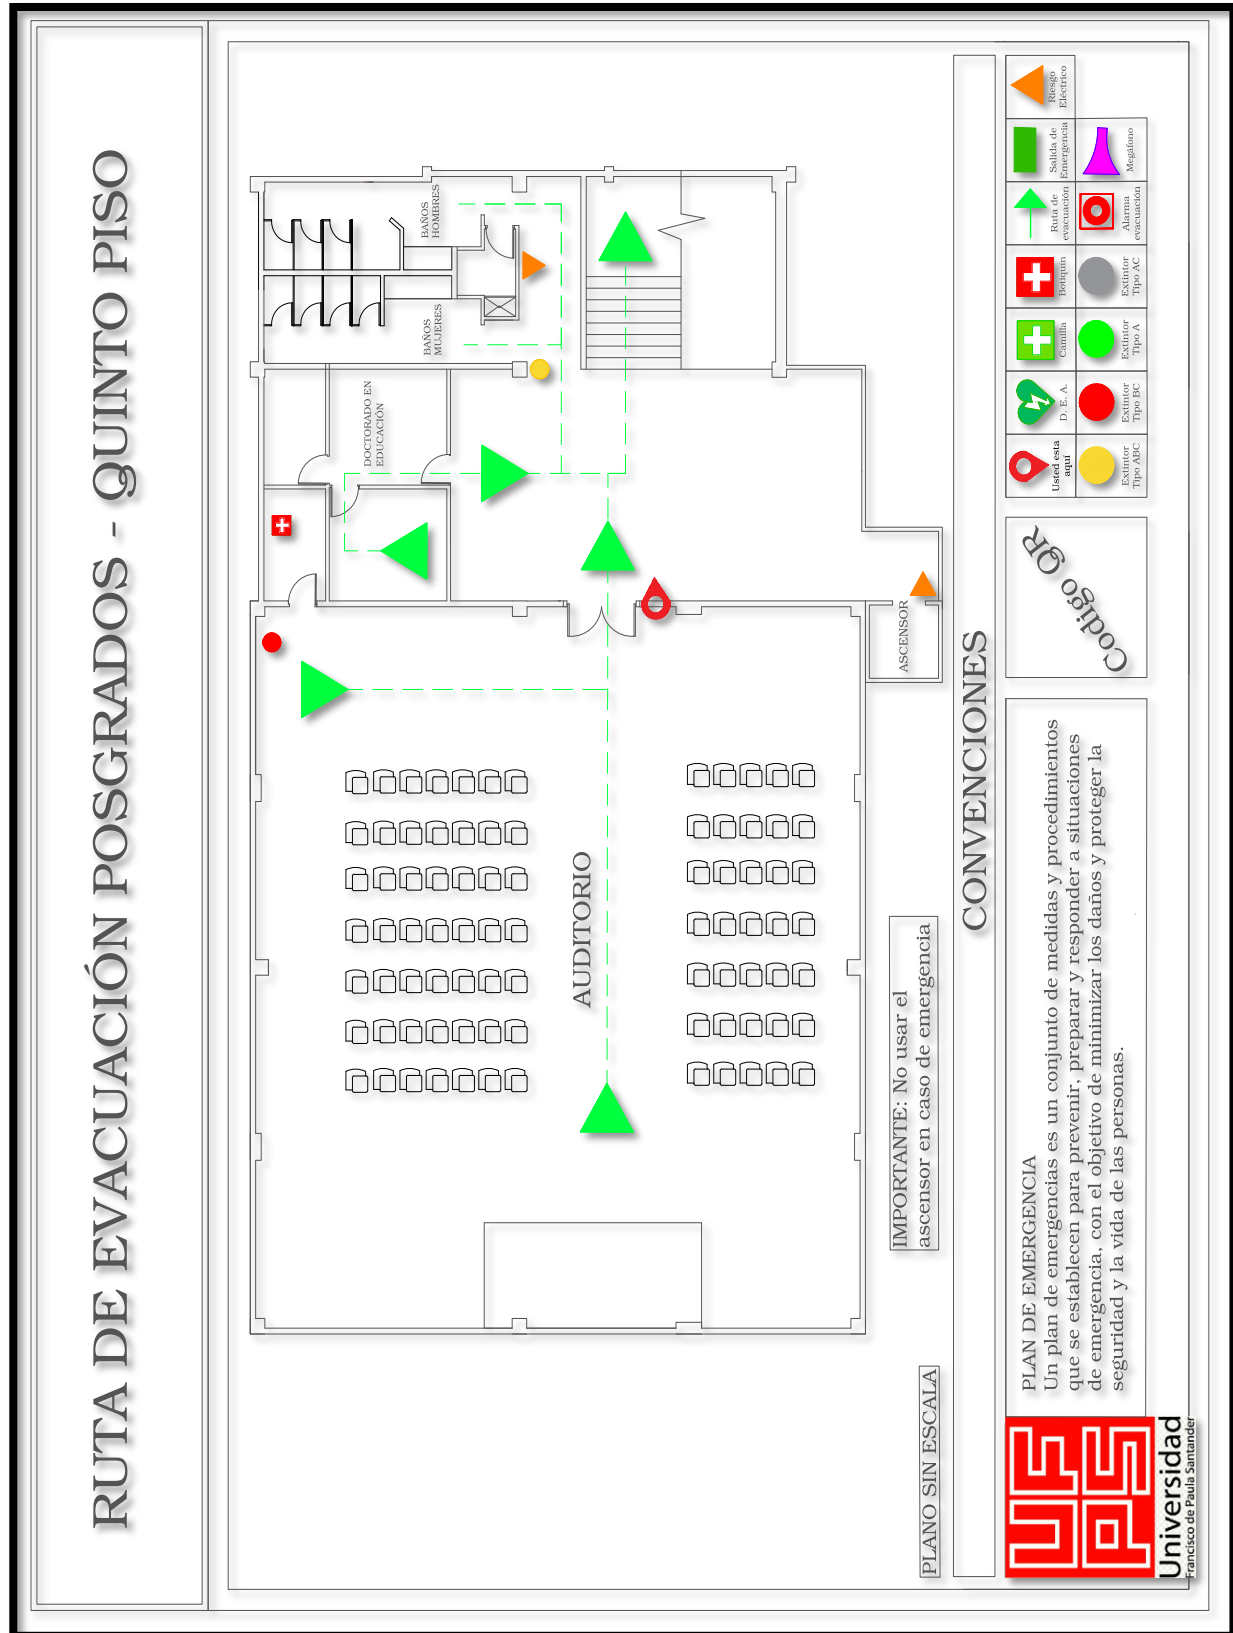 RUTA DE EVACUACIÓN POSGRADOS - QUINTO PISO
BAÑOS
MUJERES
BAÑOS
HOMBRES
DOCTORADO EN
EDUCACIÓN
AUDITORIO
ASCENSOR
IMPORTANTE: No usar el
ascensor en caso de emergencia
PLANO SIN ESCALA
CONVENCIONES
Usted esta
aquí
D. E. A.
Camilla
Botiquin
Ruta de
evacuación
Salida de
Emergencia
Riesgo
Eléctrico
Extintor
Tipo ABC
Extintor
Tipo BC
Extintor
Tipo A
Extintor
Tipo AC
Alarma
evacuación
Megáfono
Codigo QR
PLAN DE EMERGENCIA
Un plan de emergencias es un conjunto de medidas y procedimientos
que se establecen para prevenir, preparar y responder a situaciones
de emergencia, con el objetivo de minimizar los daños y proteger la
seguridad y la vida de las personas.
UFPS
Universidad
Francisco de Paula Santander